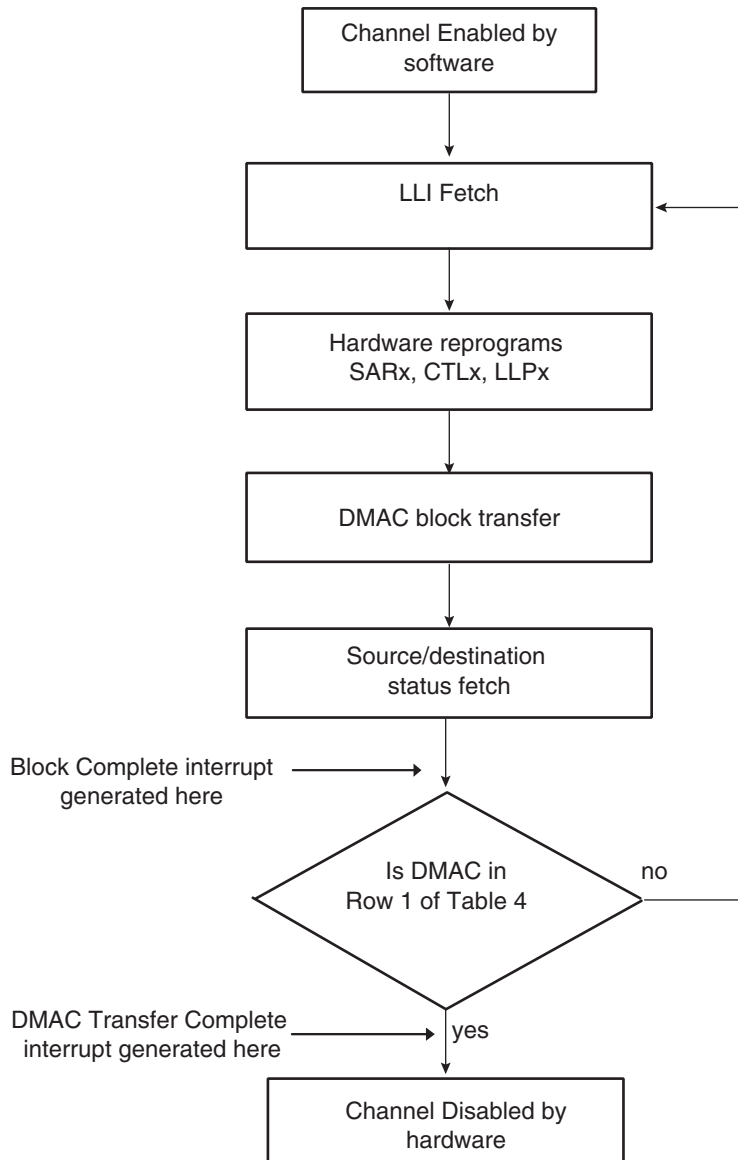 Channel Enabled by
software
LLI Fetch
Hardware reprograms
SARx, CTLx, LLPx
DMAC block transfer
Source/destination
status fetch
Block Complete interrupt
generated here
Is DMAC in
Row 1 of Table 4
no
DMAC Transfer Complete
interrupt generated here
yes
Channel Disabled by
hardware